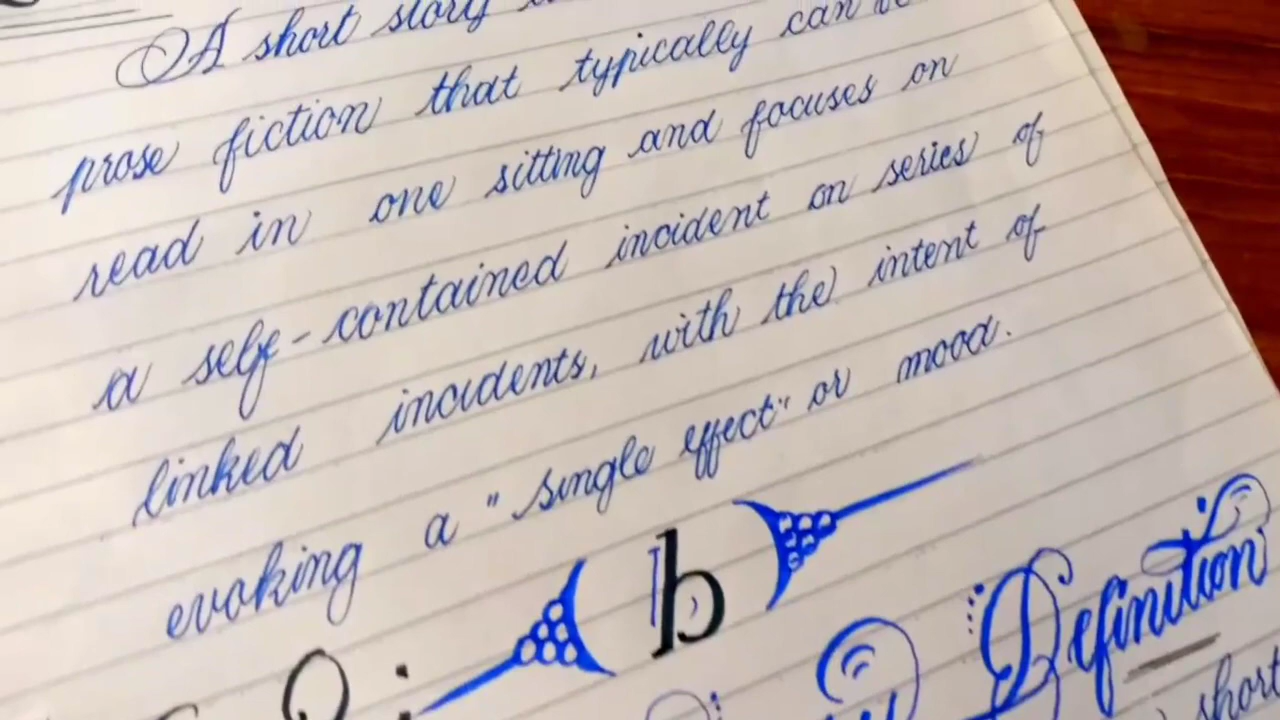 A short story
prose fiction that typically can
read in one sitting and focuses on
a self-contained incident on series of
linked incidents, with the intent of
evoking a "single effect" or mood.
b
Definition
short